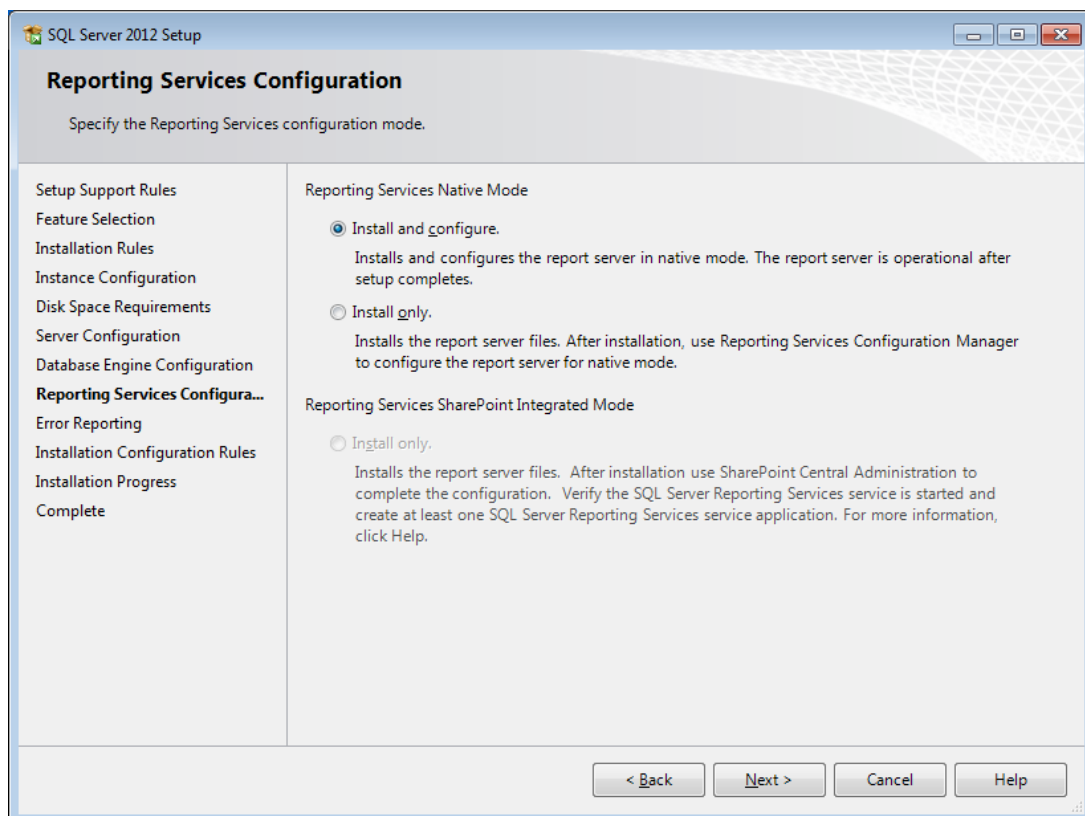 SQL Server 2012 Setup
Reporting Services Configuration
Specify the Reporting Services configuration mode.
Setup Support Rules
Feature Selection
Installation Rules
Instance Configuration
Disk Space Requirements
Server Configuration
Database Engine Configuration
Reporting Services Configura...
Error Reporting
Installation Configuration Rules
Installation Progress
Complete
Reporting Services Native Mode
Install and configure.
Installs and configures the report server in native mode. The report server is operational after
setup completes.
Install only.
Installs the report server files. After installation, use Reporting Services Configuration Manager
to configure the report server for native mode.
Reporting Services SharePoint Integrated Mode
Install only.
Installs the report server files.  After installation use SharePoint Central Administration to
complete the configuration.  Verify the SQL Server Reporting Services service is started and
create at least one SQL Server Reporting Services service application. For more information,
click Help.
< Back
Next >
Cancel
Help